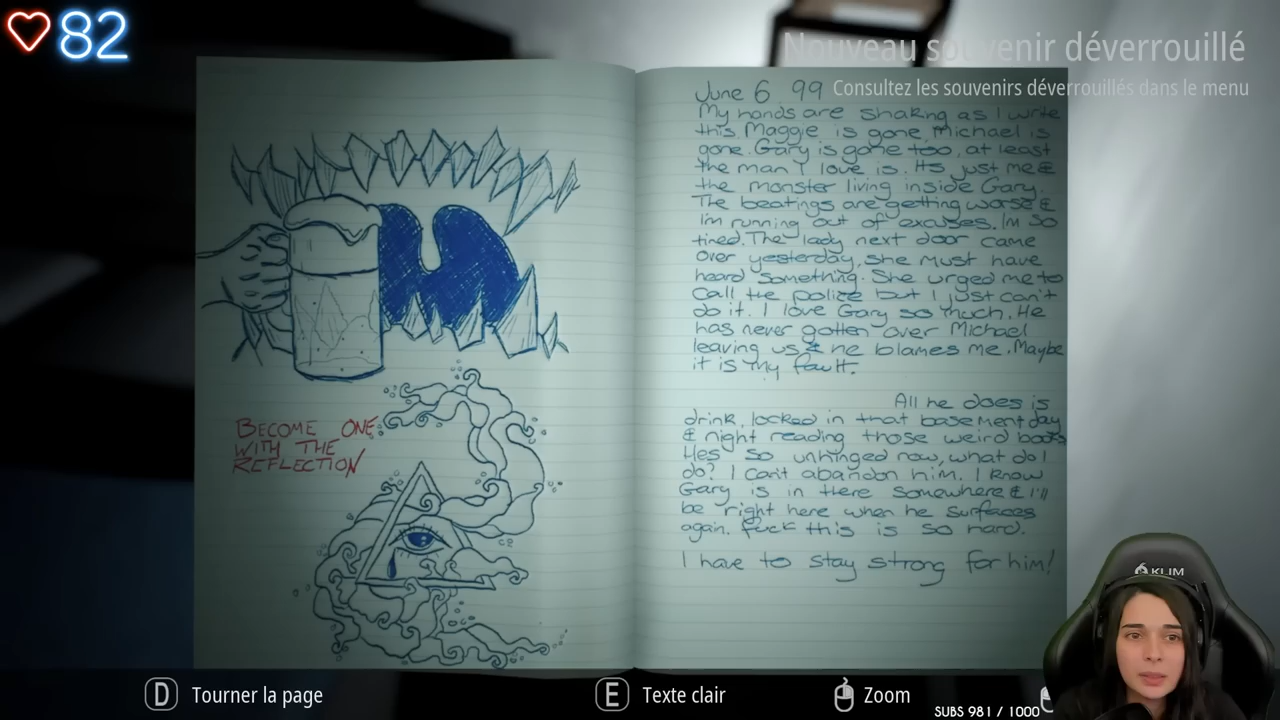 82
Nouveau souvenir déverrouillé
Consultez les souvenirs déverrouillés dans le menu
BECOME ONE
WITH THE
REFLECTION
June 6 99
My hands are shaking as I write
this. Maggie is gone, Michael is
gone. Gary is gone too, at least
the man I love is. Its just me &
the monster living inside Gary.
The beatings are getting worse &
I'm running out of excuses. Im so
tired. The lady next door came
over yesterday, she must have
heard something. She urged me to
call the police but I just can't
do it. I love Gary so much. He
has never gotten over Michael
leaving us & he blames me. Maybe
it is my fault.
All he does is
drink, locked in that basement day
& night reading those weird books
Hes so unhinged now, what do I
do? I can't abandon him. I know
Gary is in there somewhere & I'll
be right here when he surfaces
again. Fuck this is so hard.
I have to stay strong for him!
D Tourner la page
E Texte clair
Zoom
SUBS 981 / 1000
KLIM